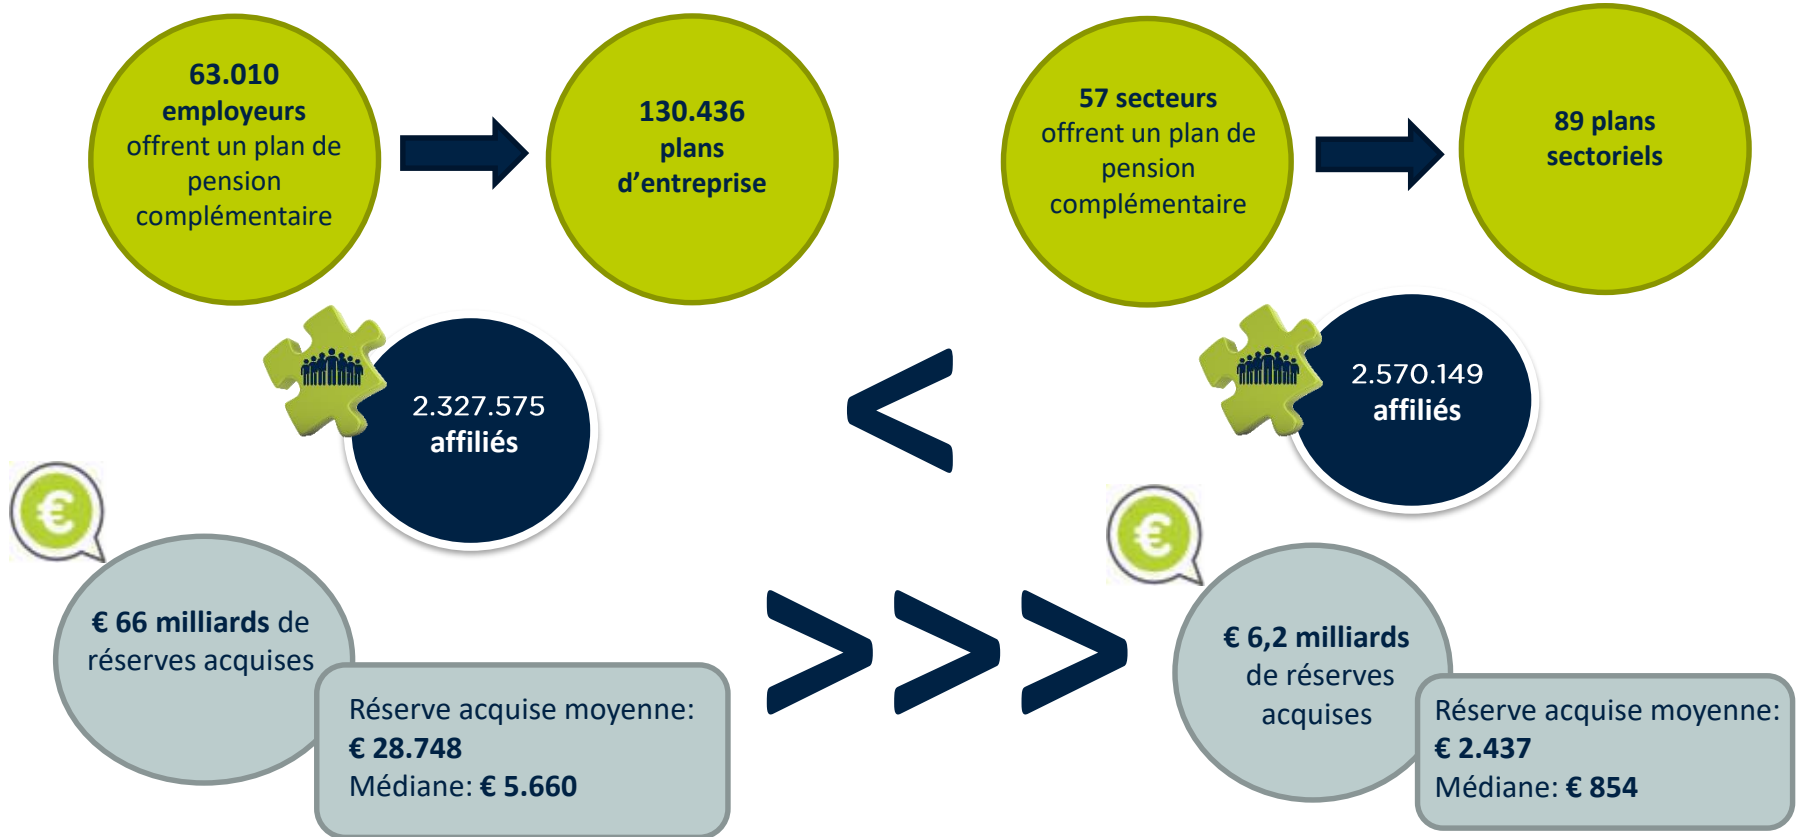 63.010
employeurs
offrent un plan de
pension
complémentaire
130.436
plans
d’entreprise
57 secteurs
offrent un plan de
pension
complémentaire
89 plans
sectoriels
2.327.575
affiliés
<
2.570.149
affiliés
€
€ 66 milliards de
réserves acquises
Réserve acquise moyenne:
€ 28.748
Médiane: € 5.660
>>>
€
€ 6,2 milliards
de réserves
acquises
Réserve acquise moyenne:
€ 2.437
Médiane: € 854